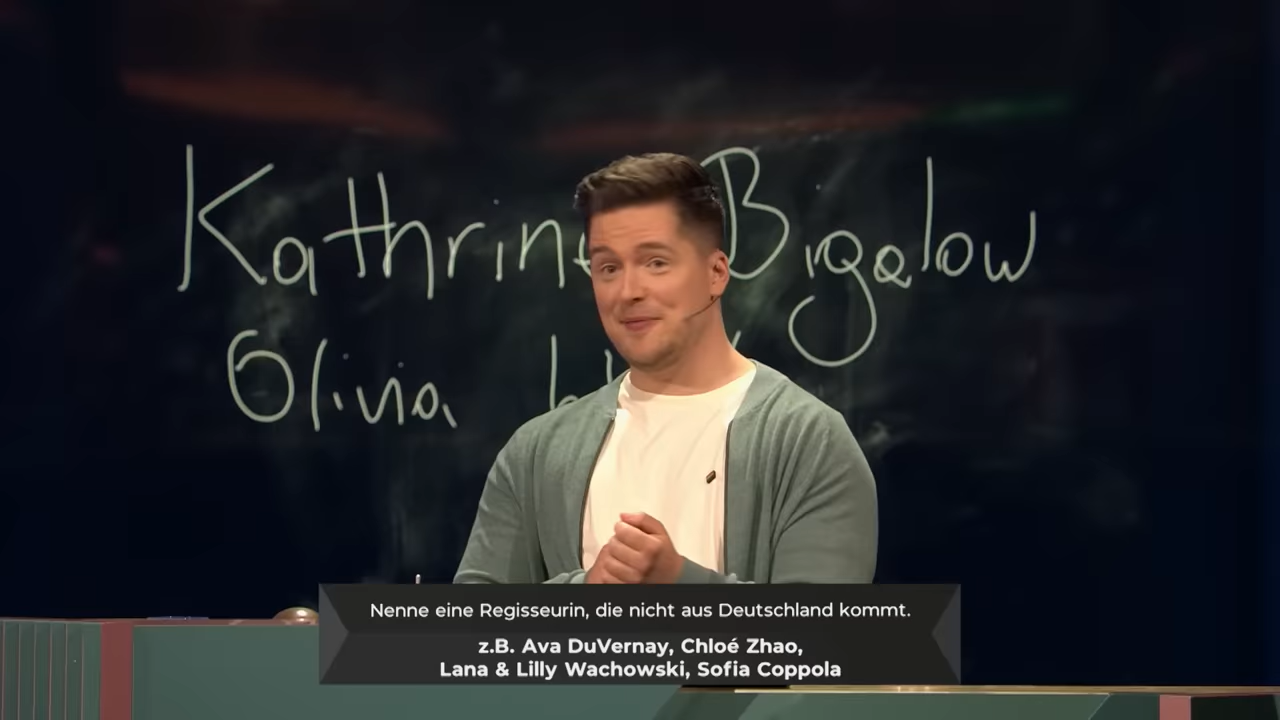 Kathrine Bigelow
Olivia
Nenne eine Regisseurin, die nicht aus Deutschland kommt.
z.B. Ava DuVernay, Chloé Zhao,
Lana & Lilly Wachowski, Sofia Coppola